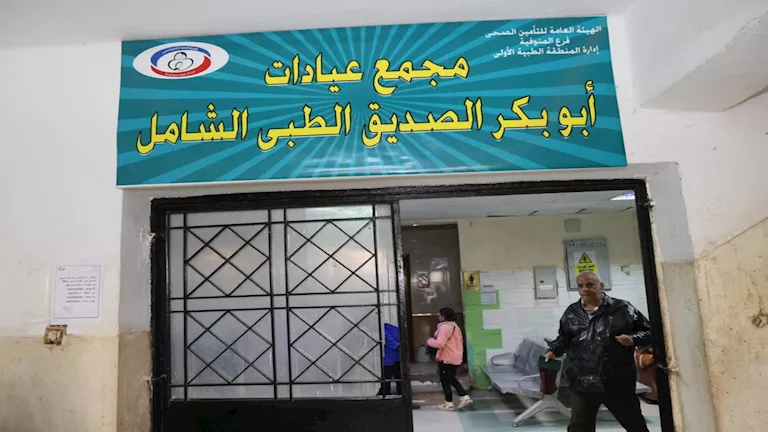 الهيئة العامة للتأمين الصحى
فرع المنوفية
إدارة المنطقة الطبية الأولى
مجمع عيادات
أبو بكر الصديق الطبى الشامل